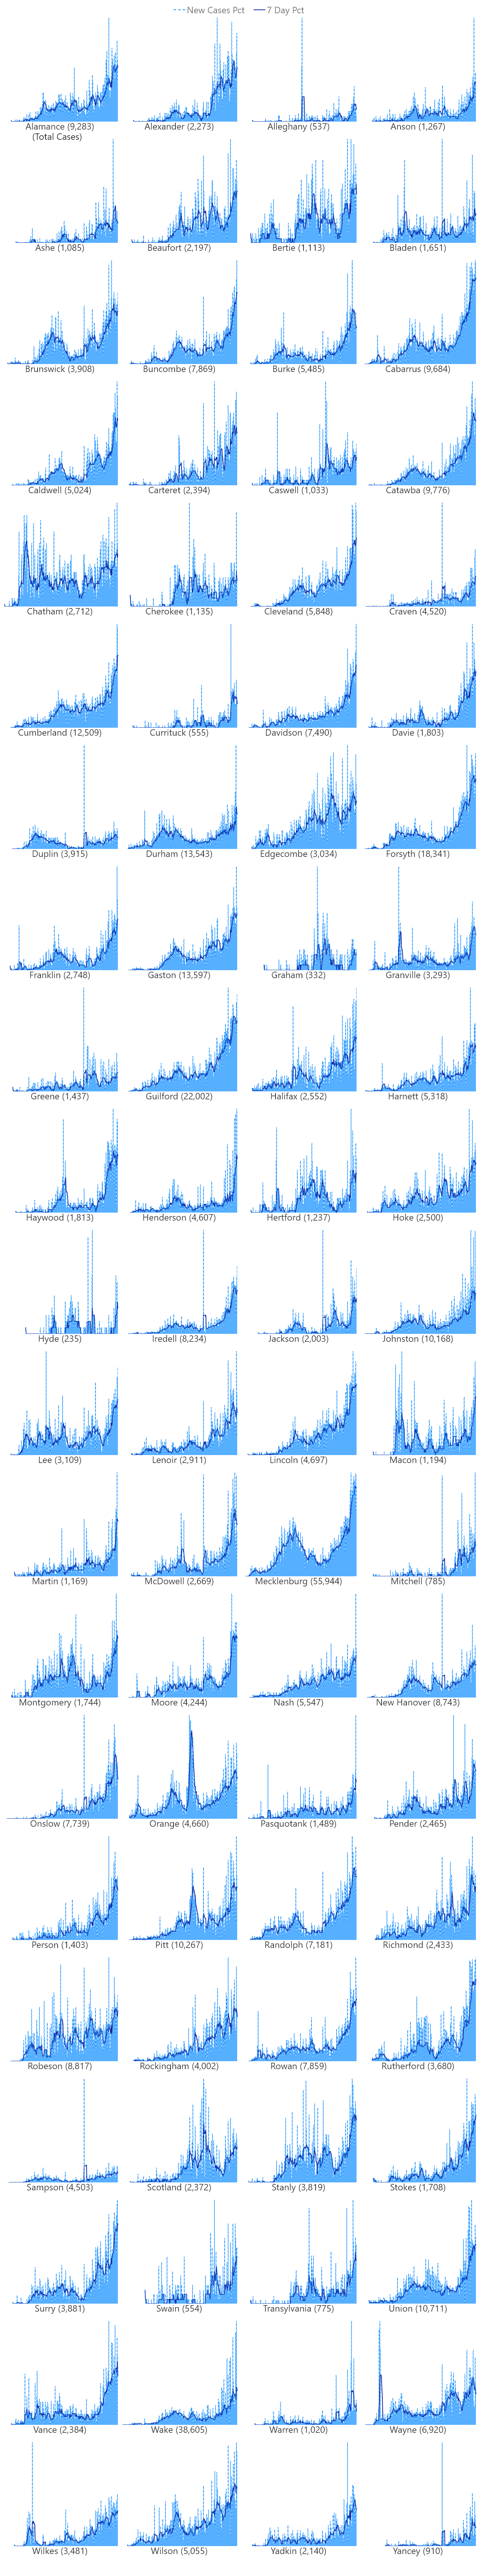 New Cases Pct 7 Day Pct
Alamance (9,283) Alexander (2,273) Alleghany (537) Anson (1,267)
(Total Cases)
Ashe (1,085) Beaufort (2,197) Bertie (1,113) Bladen (1,651)
Brunswick (3,908) Buncombe (7,869) Burke (5,485) Cabarrus (9,684)
Caldwell (5,024) Carteret (2,394) Caswell (1,033) Catawba (9,776)
Chatham (2,712) Cherokee (1,135) Cleveland (5,848) Craven (4,520)
Cumberland (12,509) Currituck (555) Davidson (7,490) Davie (1,803)
Duplin (3,915) Durham (13,543) Edgecombe (3,034) Forsyth (18,341)
Franklin (2,748) Gaston (13,597) Graham (332) Granville (3,293)
Greene (1,437) Guilford (22,002) Halifax (2,552) Harnett (5,318)
Haywood (1,813) Henderson (4,607) Hertford (1,237) Hoke (2,500)
Hyde (235) Iredell (8,234) Jackson (2,003) Johnston (10,168)
Lee (3,109) Lenoir (2,911) Lincoln (4,697) Macon (1,194)
Martin (1,169) McDowell (2,669) Mecklenburg (55,944) Mitchell (785)
Montgomery (1,744) Moore (4,244) Nash (5,547) New Hanover (8,743)
Onslow (7,739) Orange (4,660) Pasquotank (1,489) Pender (2,465)
Person (1,403) Pitt (10,267) Randolph (7,181) Richmond (2,433)
Robeson (8,817) Rockingham (4,002) Rowan (7,859) Rutherford (3,680)
Sampson (4,503) Scotland (2,372) Stanly (3,819) Stokes (1,708)
Surry (3,881) Swain (554) Transylvania (775) Union (10,711)
Vance (2,384) Wake (38,605) Warren (1,020) Wayne (6,920)
Wilkes (3,481) Wilson (5,055) Yadkin (2,140) Yancey (910)